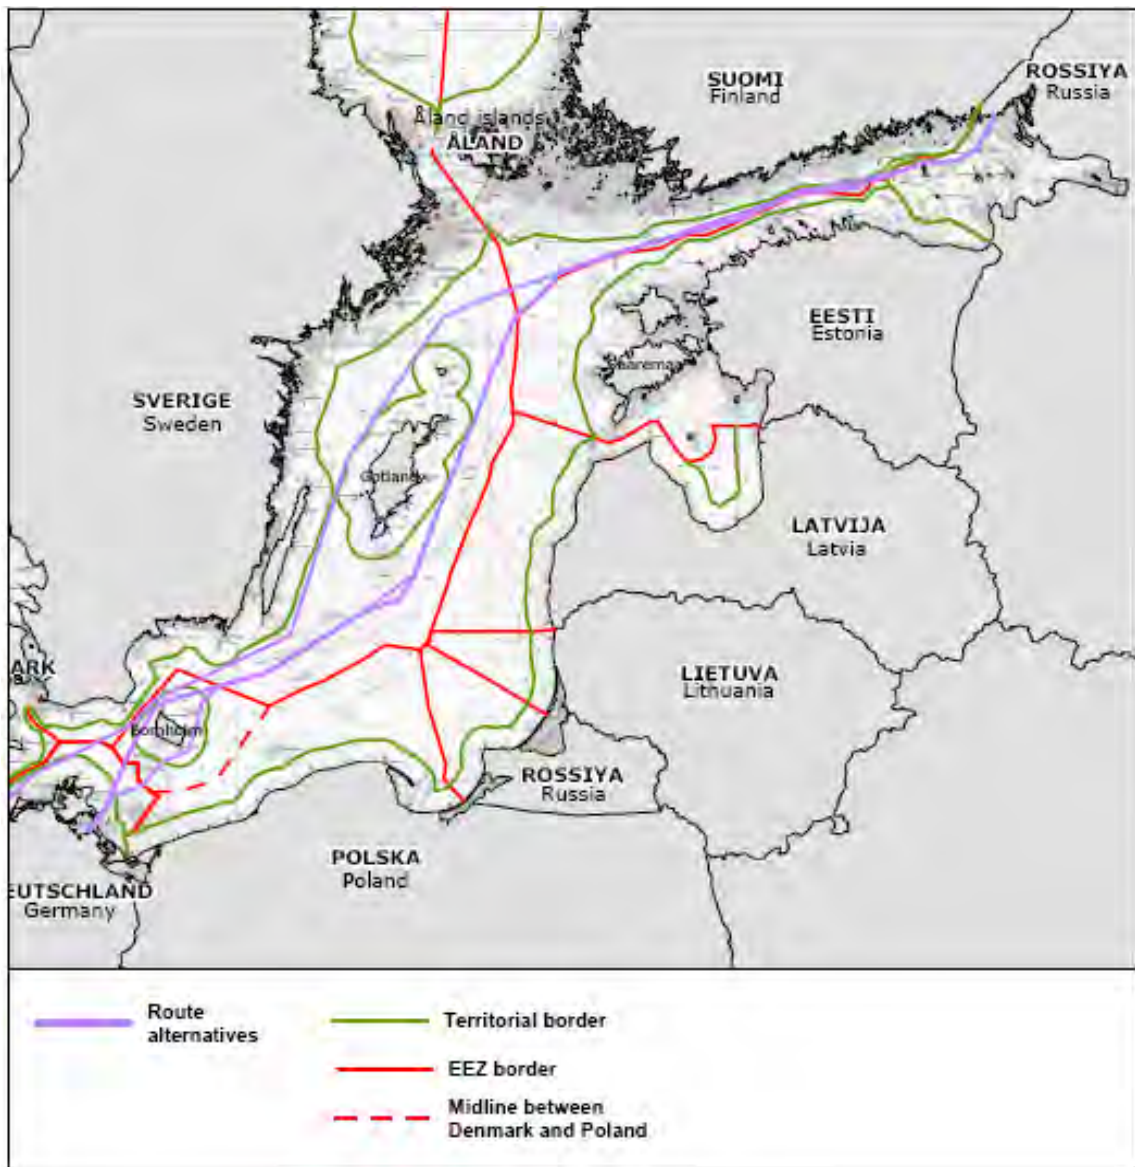 SUOMI
Finland
ROSSIYA
Russia
Åland islands
ÅLAND
EESTI
Estonia
Saaremaa
SVERIGE
Sweden
Gotland
LATVIJA
Latvia
ARK
LIETUVA
Lithuania
Bornholm
ROSSIYA
Russia
POLSKA
Poland
EUTSCHLAND
Germany
Route
alternatives
Territorial border
EEZ border
Midline between
Denmark and Poland